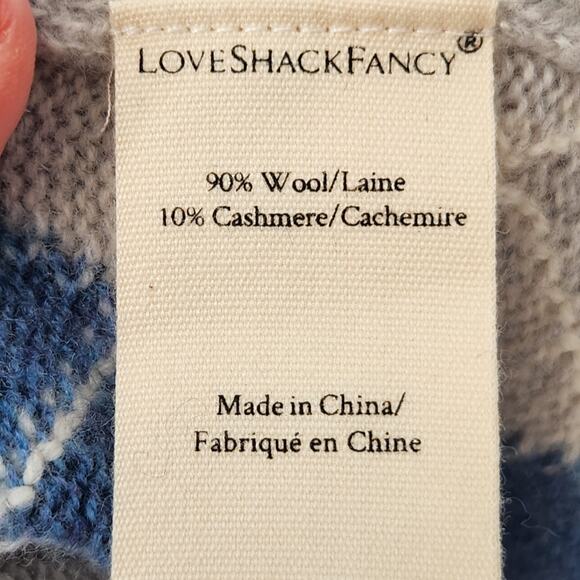 LOVESHACKFANCY®
90% Wool/Laine
10% Cashmere/Cachemire
Made in China/
Fabriqué en Chine